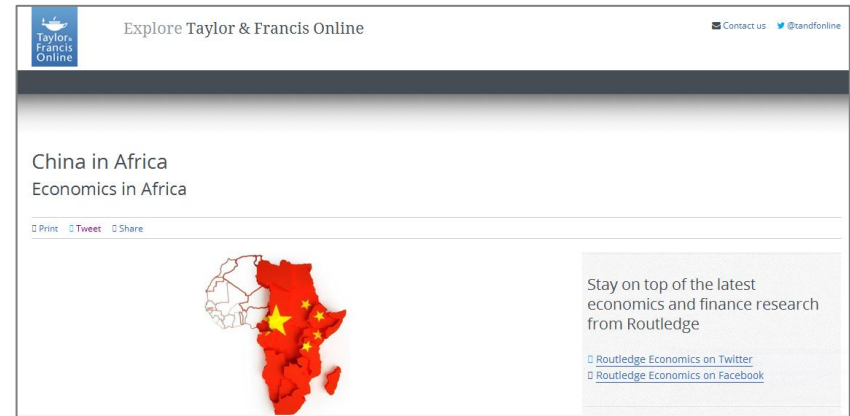 Taylor &
Francis
Online
Explore Taylor & Francis Online
Contact us @tandfonline
China in Africa
Economics in Africa
Print Tweet Share
Stay on top of the latest
economics and finance research
from Routledge
Routledge Economics on Twitter
Routledge Economics on Facebook